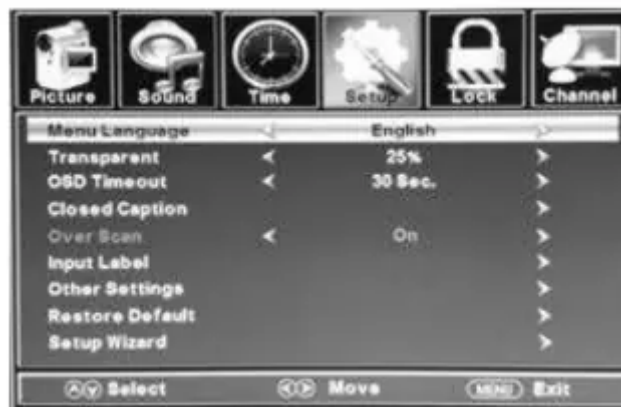 Picture Sound Time Setup Lock Channel
Menu Language English
Transparent 25%
OSD Timeout 30 Sec.
Closed Caption
Over Scan On
Input Label
Other Settings
Restore Default
Setup Wizard
Select Move MENU Exit